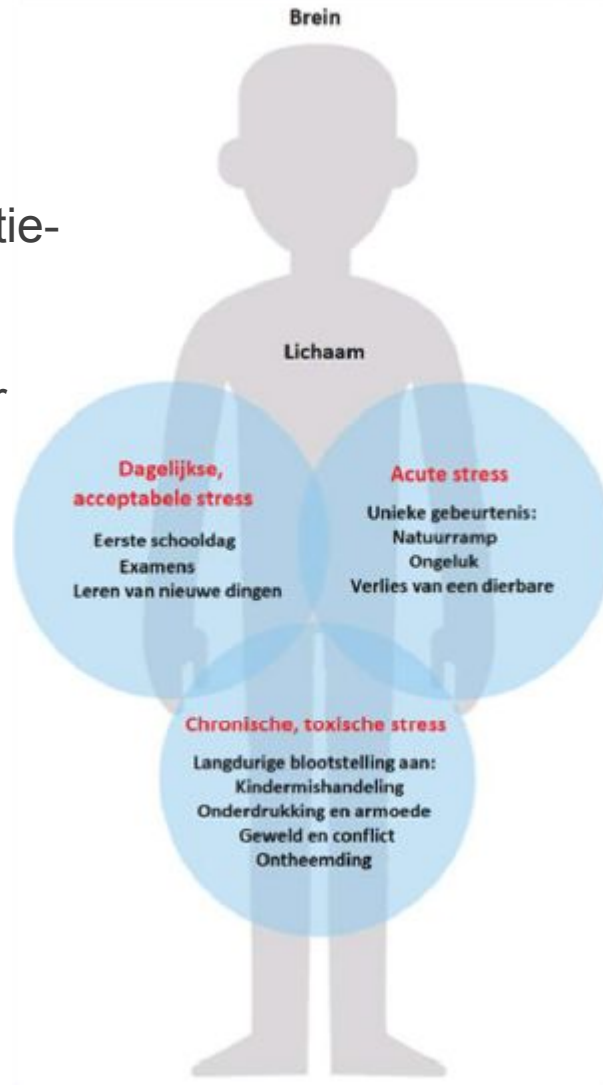 Brein
tie-
Lichaam
Dagelijkse,
acceptabele stress
Eerste schooldag
Examens
Leren van nieuwe dingen
Acute stress
Unieke gebeurtenis:
Natuurramp
Ongeluk
Verlies van een dierbare
Chronische, toxische stress
Langdurige blootstelling aan:
Kindermishandeling
Onderdrukking en armoede
Geweld en conflict
Ontheemding